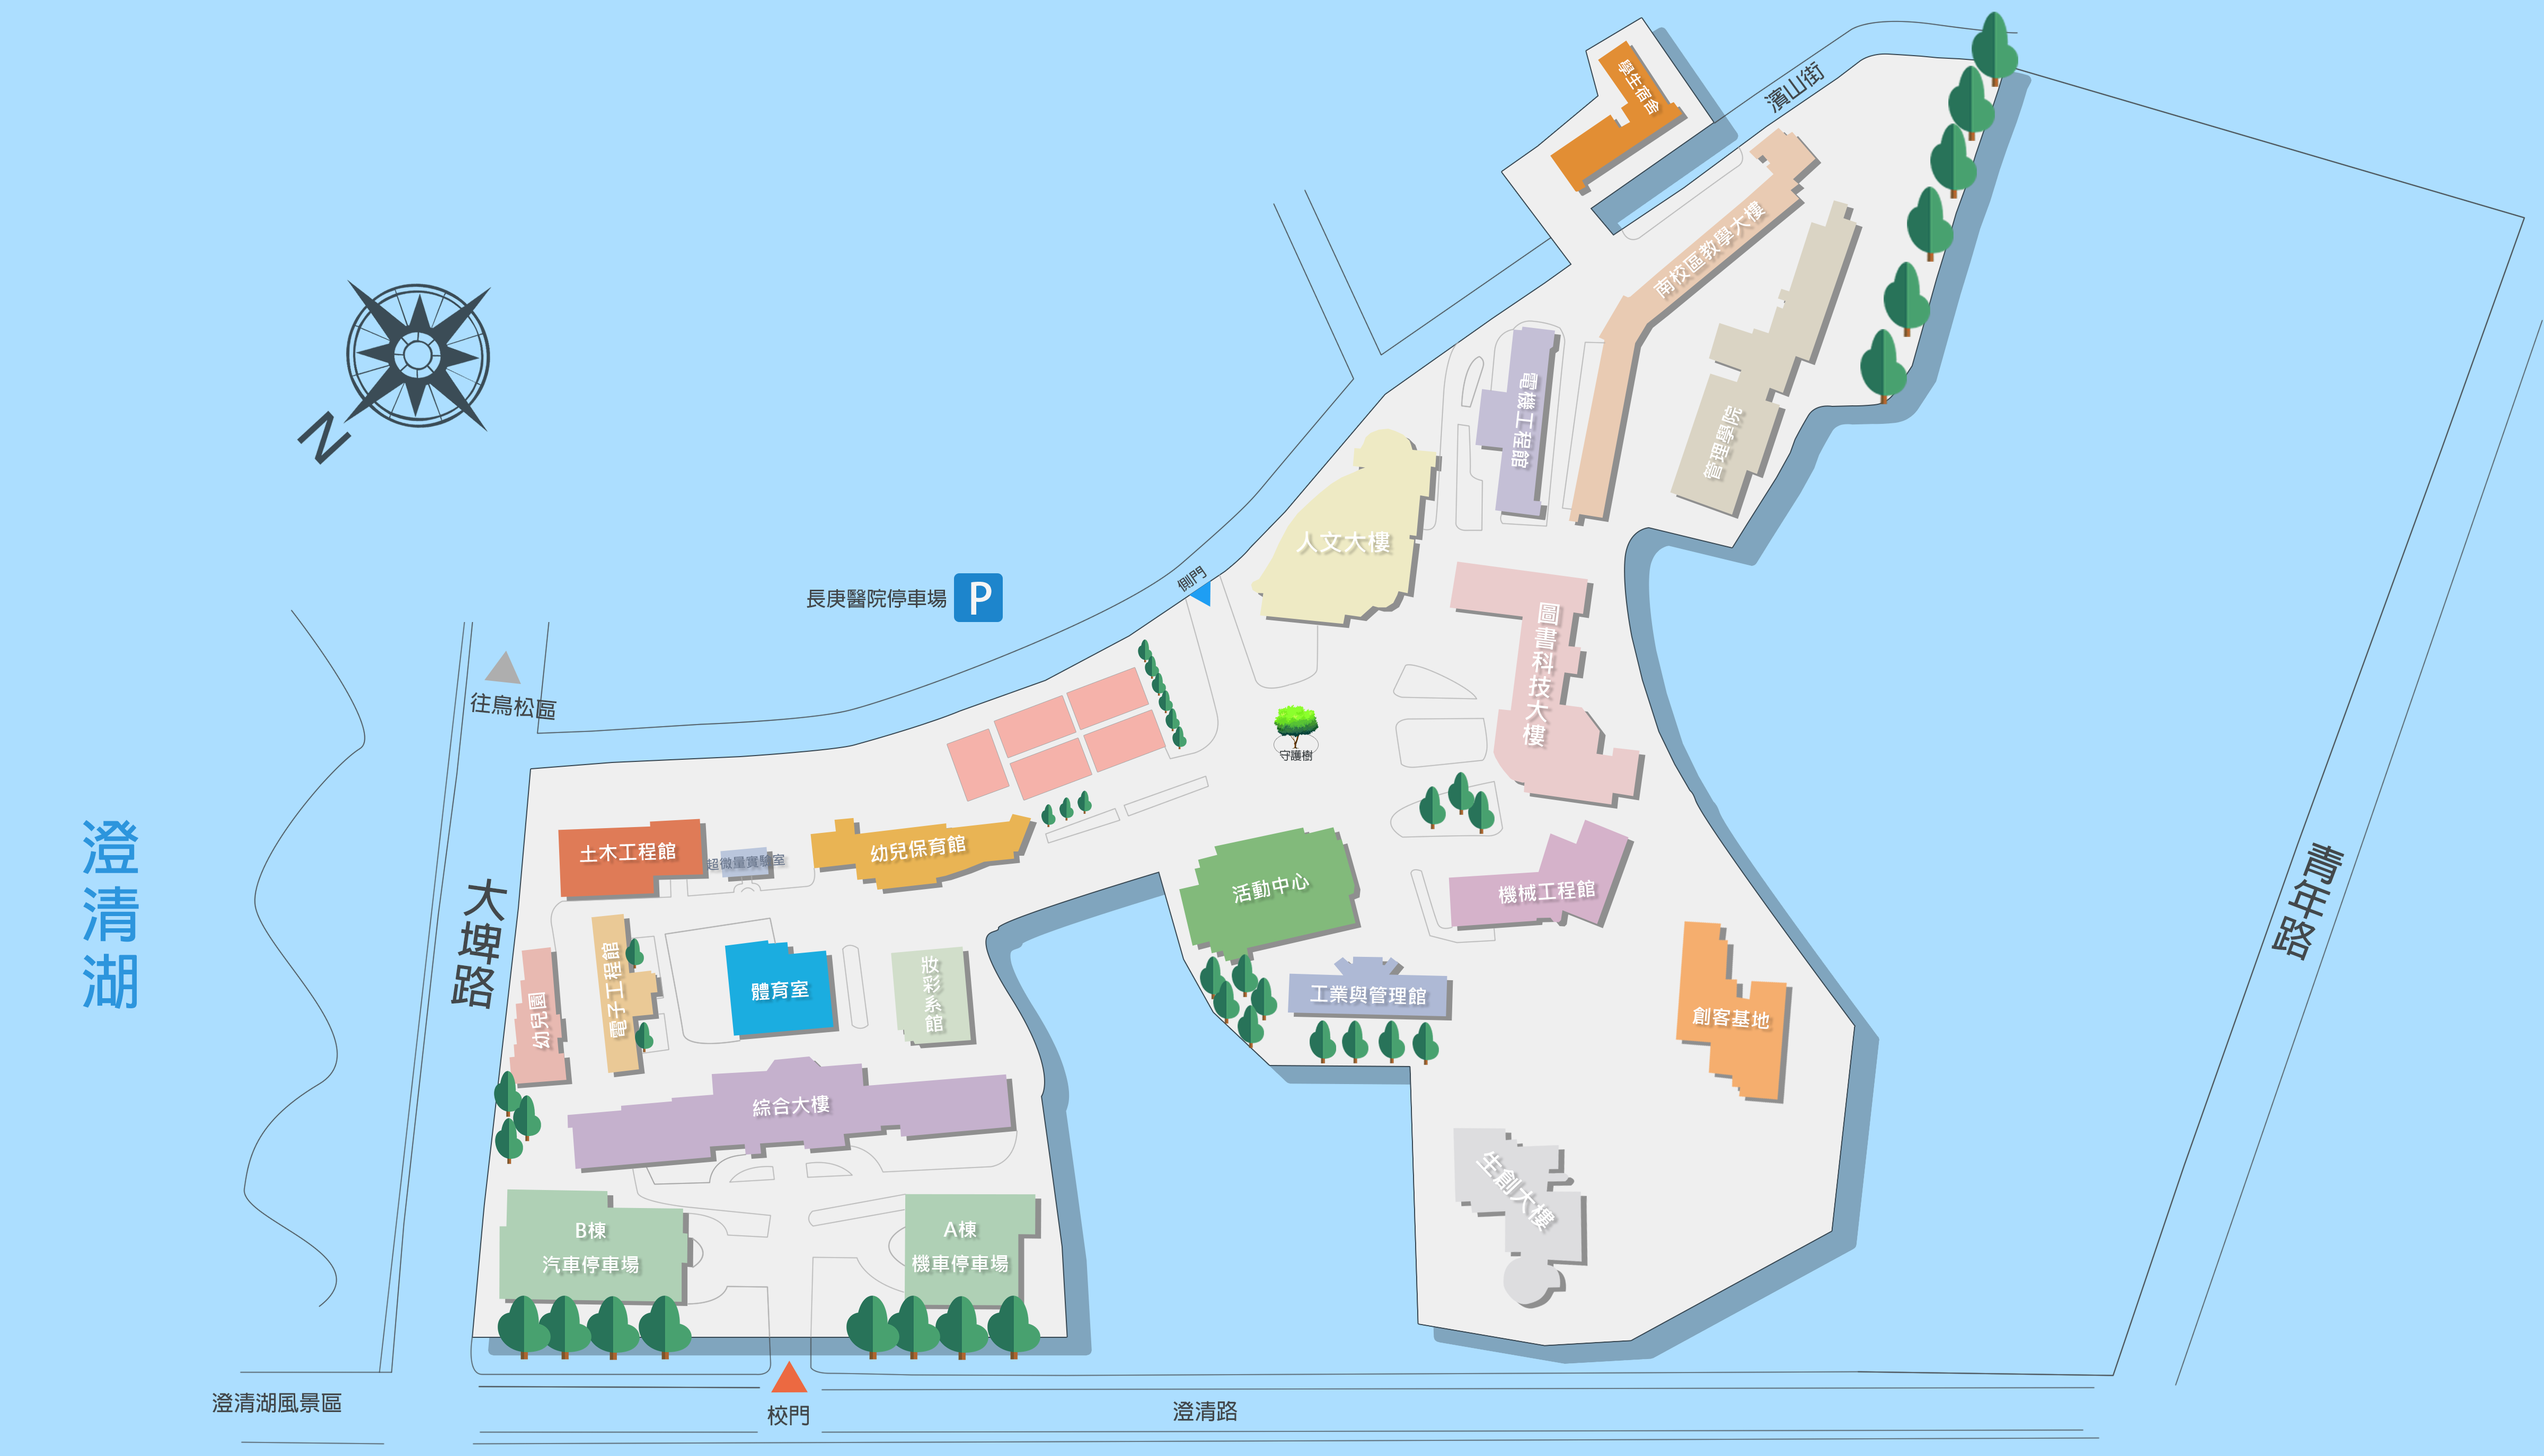 學生宿舍
濱山街
南校區教學大樓
管理學院
電機工程館
N
人文大樓
側門
長庚醫院停車場
P
圖書科技大樓
往鳥松區
守護樹
澄清湖
大埤路
青年路
土木工程館
超微量實驗室
幼兒保育館
活動中心
機械工程館
電子工程館
幼兒園
體育室
妝彩系館
工業與管理館
創客基地
綜合大樓
生創大樓
B棟
汽車停車場
A棟
機車停車場
澄清湖風景區
校門
澄清路